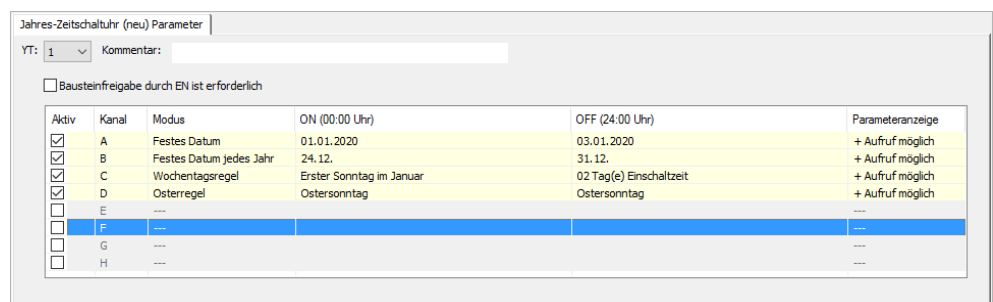 Jahres-Zeitschaltuhr (neu) Parameter
YT: 1 Kommentar:
Bausteinfreigabe durch EN ist erforderlich
Aktiv Kanal Modus ON (00:00 Uhr) OFF (24:00 Uhr) Parameteranzeige
A Festes Datum 01.01.2020 03.01.2020 + Aufruf möglich
B Festes Datum jedes Jahr 24.12. 31.12. + Aufruf möglich
C Wochentagsregel Erster Sonntag im Januar 02 Tag(e) Einschaltzeit + Aufruf möglich
D Osterregel Ostersonntag Ostersonntag + Aufruf möglich
E --- ---
F --- ---
G --- ---
H --- ---